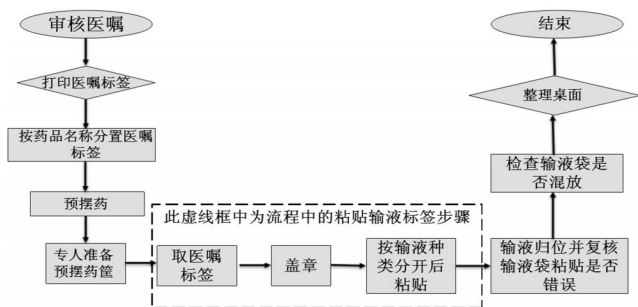 审核医嘱
打印医嘱标签
按药品名称分置医嘱
标签
预摆药
专人准备
预摆药筐
此虚线框中为流程中的粘贴输液标签步骤
取医嘱
标签
盖章
按输液种
类分开后
粘贴
输液归位并复核
输液袋粘贴是否
错误
检查输液袋是
否混放
整理桌面
结束